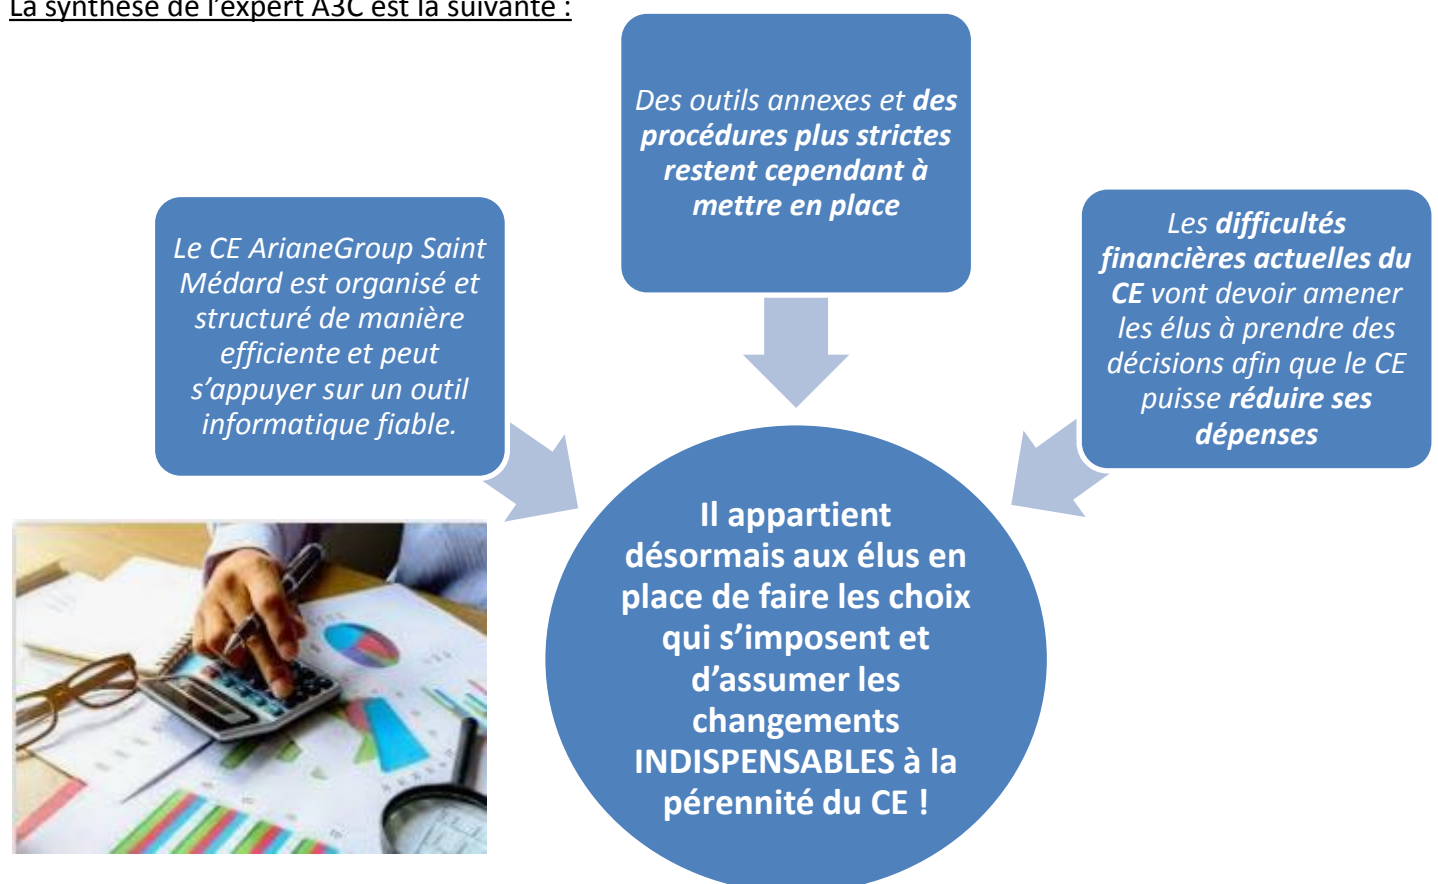 La synthèse de l'expert A3C est la suivante :
Des outils annexes et des
procédures plus strictes
restent cependant à
mettre en place
Le CE ArianeGroup Saint
Médard est organisé et
structuré de manière
efficiente et peut
s’appuyer sur un outil
informatique fiable.
Les difficultés
financières actuelles du
CE vont devoir amener
les élus à prendre des
décisions afin que le CE
puisse réduire ses
dépenses
Il appartient
désormais aux élus en
place de faire les choix
qui s’imposent et
d’assumer les
changements
INDISPENSABLES à la
pérennité du CE !